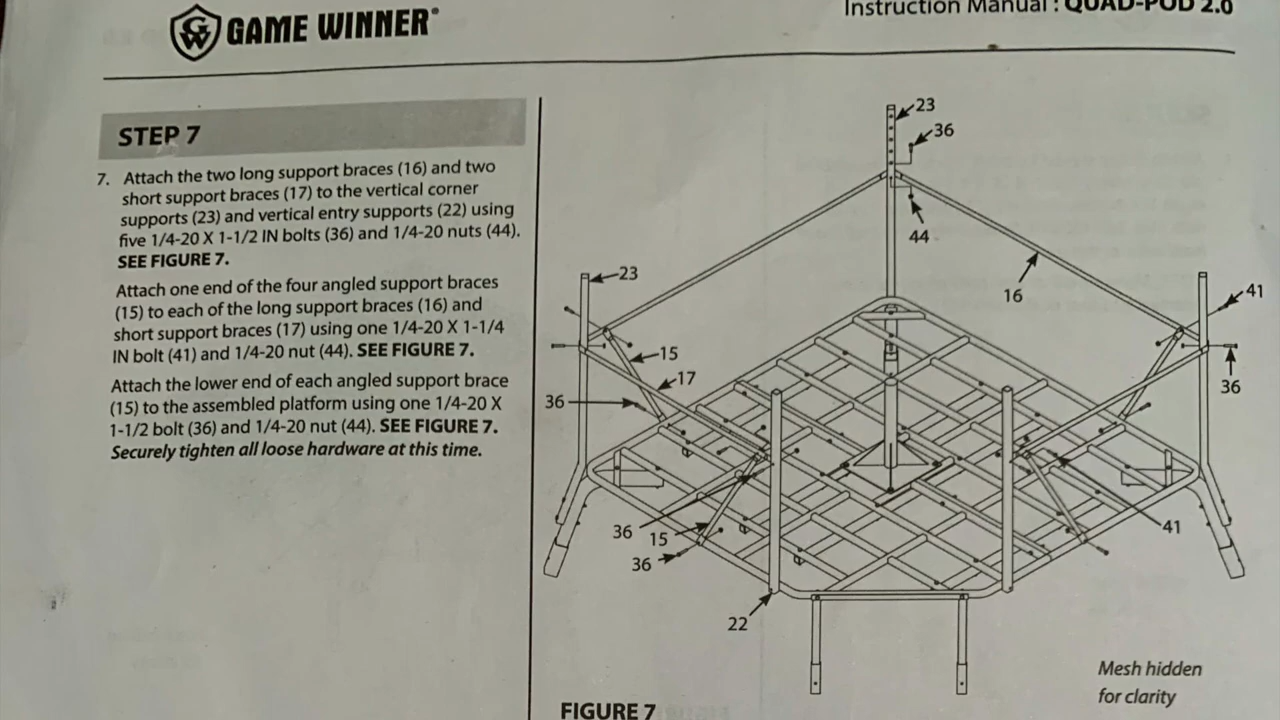 GAME WINNER®
Instruction Manual : QUAD-POD 2.0
STEP 7
7. Attach the two long support braces (16) and two
short support braces (17) to the vertical corner
supports (23) and vertical entry supports (22) using
five 1/4-20 X 1-1/2 IN bolts (36) and 1/4-20 nuts (44).
SEE FIGURE 7.
Attach one end of the four angled support braces
(15) to each of the long support braces (16) and
short support braces (17) using one 1/4-20 X 1-1/4
IN bolt (41) and 1/4-20 nut (44). SEE FIGURE 7.
Attach the lower end of each angled support brace
(15) to the assembled platform using one 1/4-20 X
1-1/2 bolt (36) and 1/4-20 nut (44). SEE FIGURE 7.
Securely tighten all loose hardware at this time.
23
36
44
23
16
41
15
17
36
36
36
15
41
36
22
Mesh hidden
for clarity
FIGURE 7